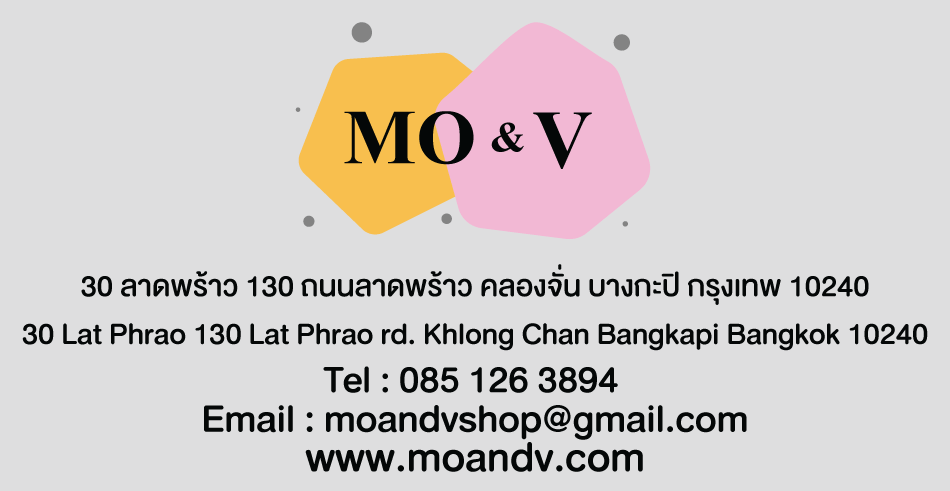 MO & V
30 ลาดพร้าว 130 ถนนลาดพร้าว คลองจั่น บางกะปิ กรุงเทพ 10240
30 Lat Phrao 130 Lat Phrao rd. Khlong Chan Bangkapi Bangkok 10240
Tel : 085 126 3894
Email : moandvshop@gmail.com
www.moandv.com